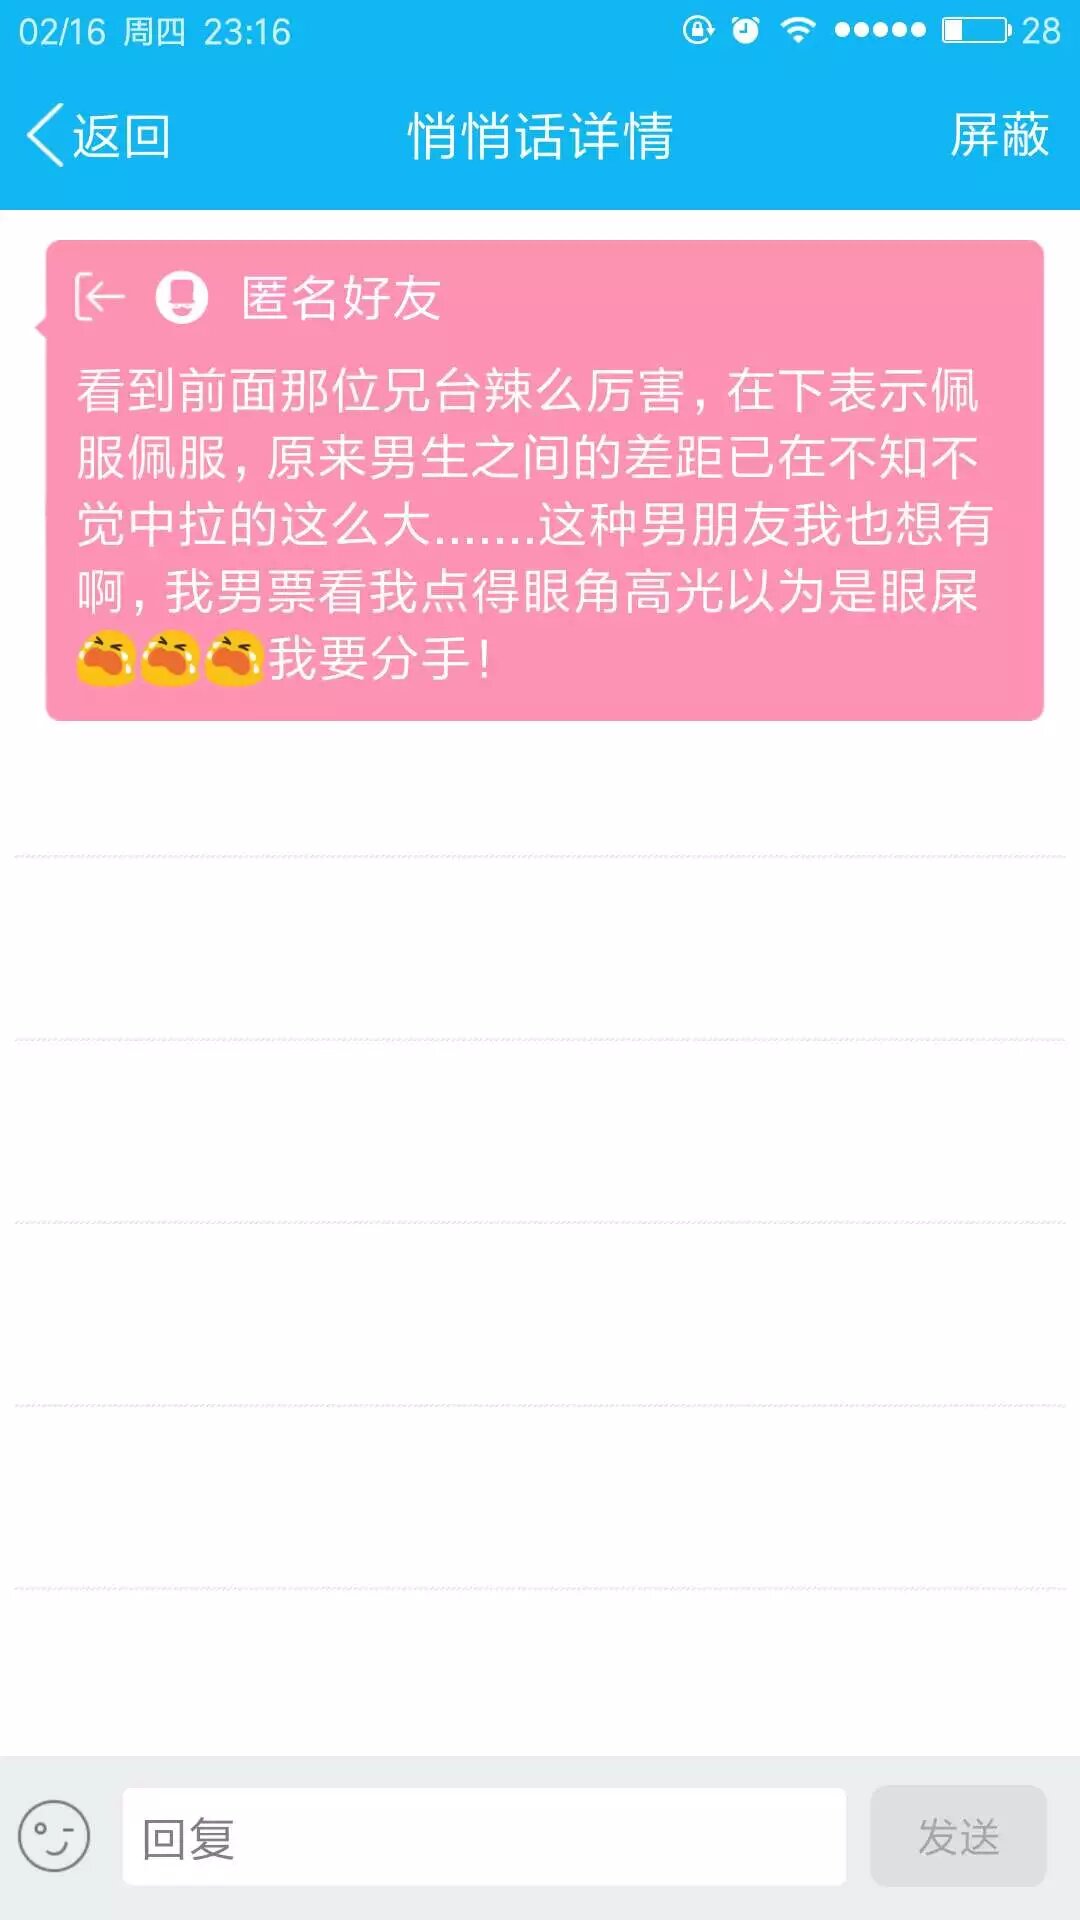 02/16 周四 23:16 28
返回 悄悄话详情 屏蔽
匿名好友
看到前面那位兄台辣么厉害,在下表示佩
服佩服,原来男生之间的差距已在不知不
觉中拉的这么大.......这种男朋友我也想有
啊,我男票看我点得眼角高光以为是眼屎
😭😭😭我要分手!
回复 发送